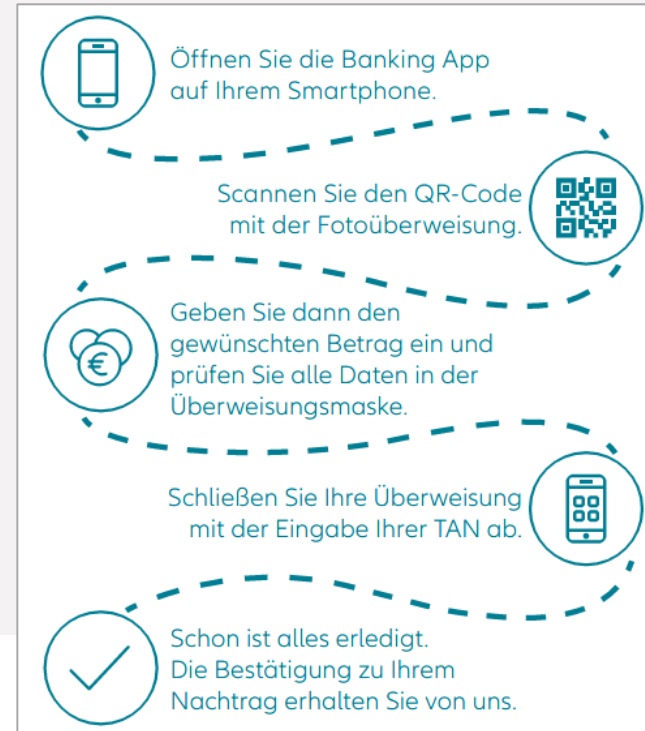 Öffnen Sie die Banking App
auf Ihrem Smartphone.
Scannen Sie den QR-Code
mit der Fotoüberweisung.
Geben Sie dann den
gewünschten Betrag ein und
prüfen Sie alle Daten in der
Überweisungsmaske.
Schließen Sie Ihre Überweisung
mit der Eingabe Ihrer TAN ab.
Schon ist alles erledigt.
Die Bestätigung zu Ihrem
Nachtrag erhalten Sie von uns.